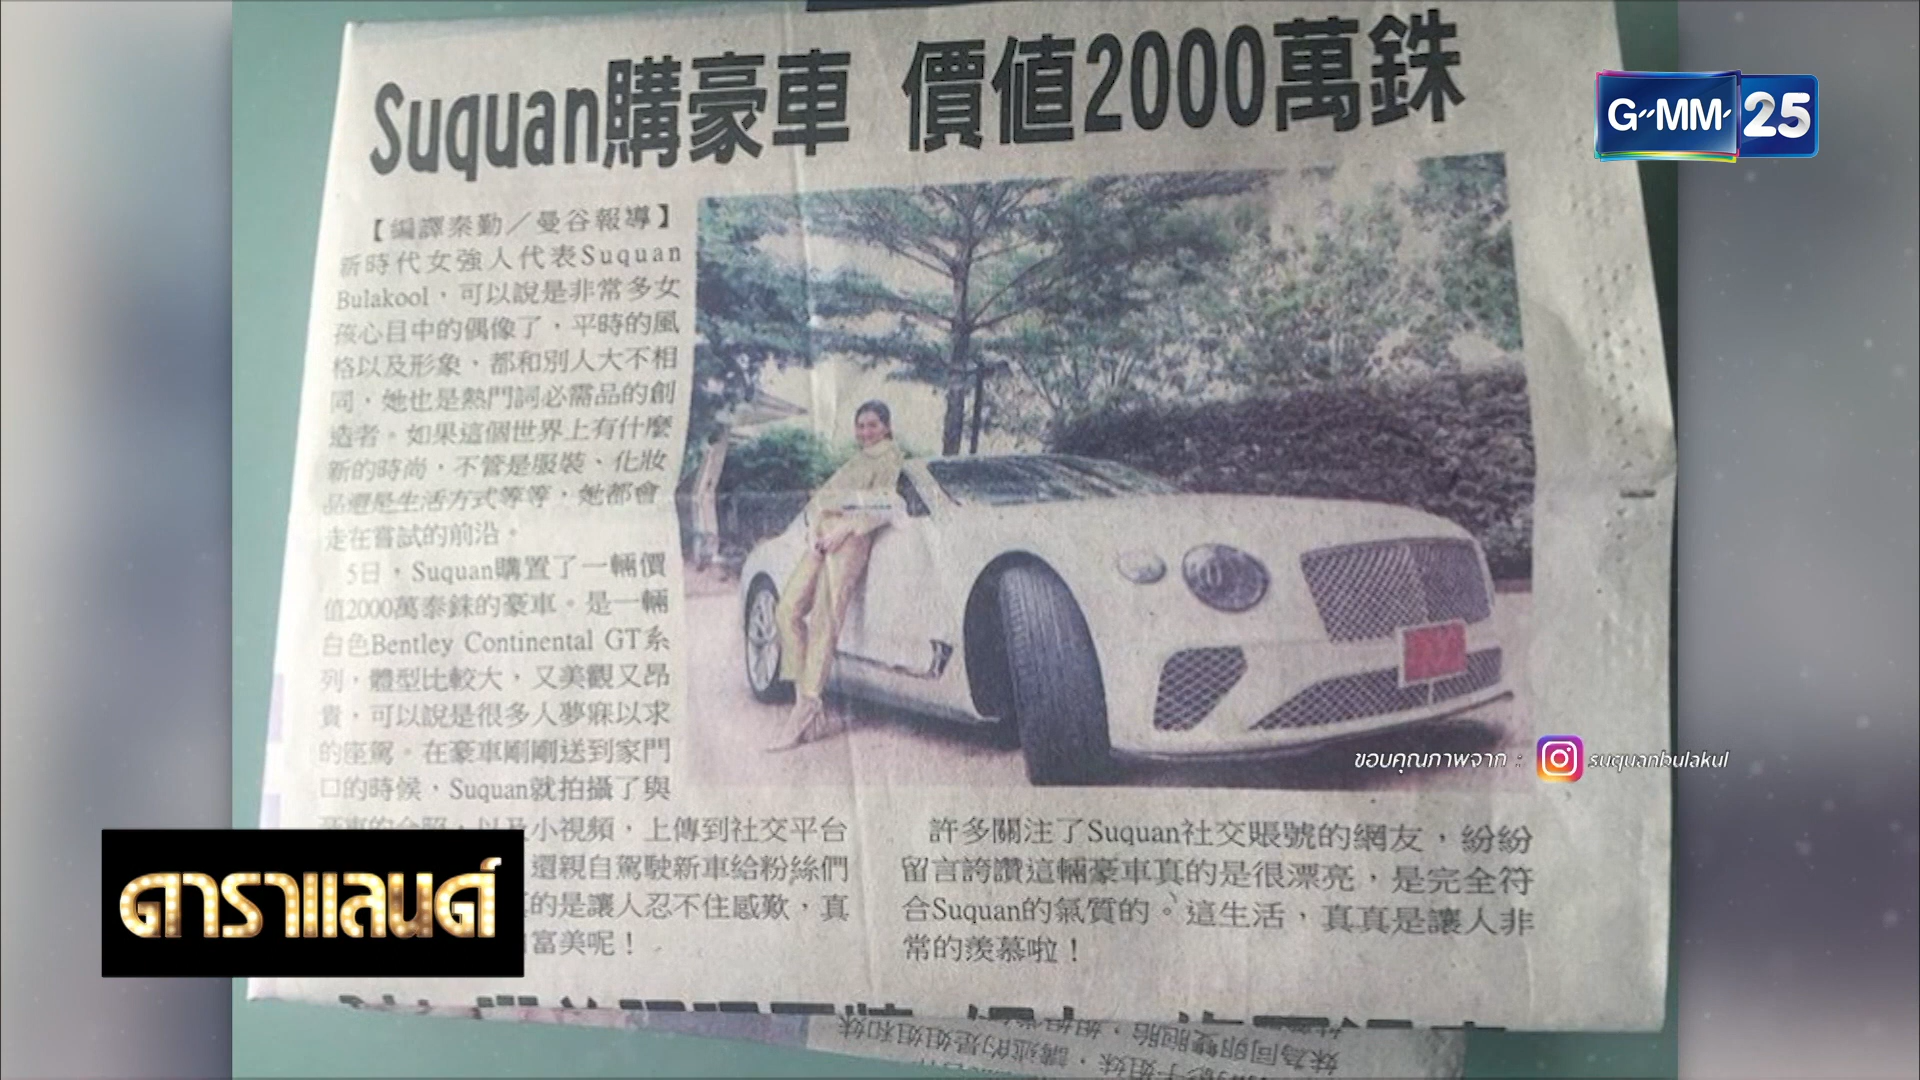 Suquan購豪車 價值2000萬銖
GMM 25
【編譯泰勤／曼谷報導】
新時代女強人代表Suquan
Bulakool，可以說是非常多女
孩心目中的偶像了，平時的風
格以及形象、都和別人大不相
同，她也是熱門詞必需品的創
造者。如果這個世界上有什麼
新的時尚，不管是服裝、化妝
品還是生活方式等等，她都會
走在嘗試的前沿。
5日，Suquan購置了一輛價
值2000萬泰銖的豪車。是一輛
白色Bentley Continental GT系
列，體型比較大，又美觀又昂
貴，可以說是很多人夢寐以求
的座駕。在豪車剛剛送到家門
口的時候，Suquan就拍攝了與
以及小視頻，上傳到社交平台
還親自駕駛新車給粉絲們
的是讓人忍不住感歎，真
富美呢！
許多關注了Suquan社交賬號的網友，紛紛
留言誇讚這輛豪車真的是很漂亮，是完全符
合Suquan的氣質的。這生活，真真是讓人非
常的羨慕啦！
ขอบคุณภาพจาก : suquanbulakul
ดาราแลนด์